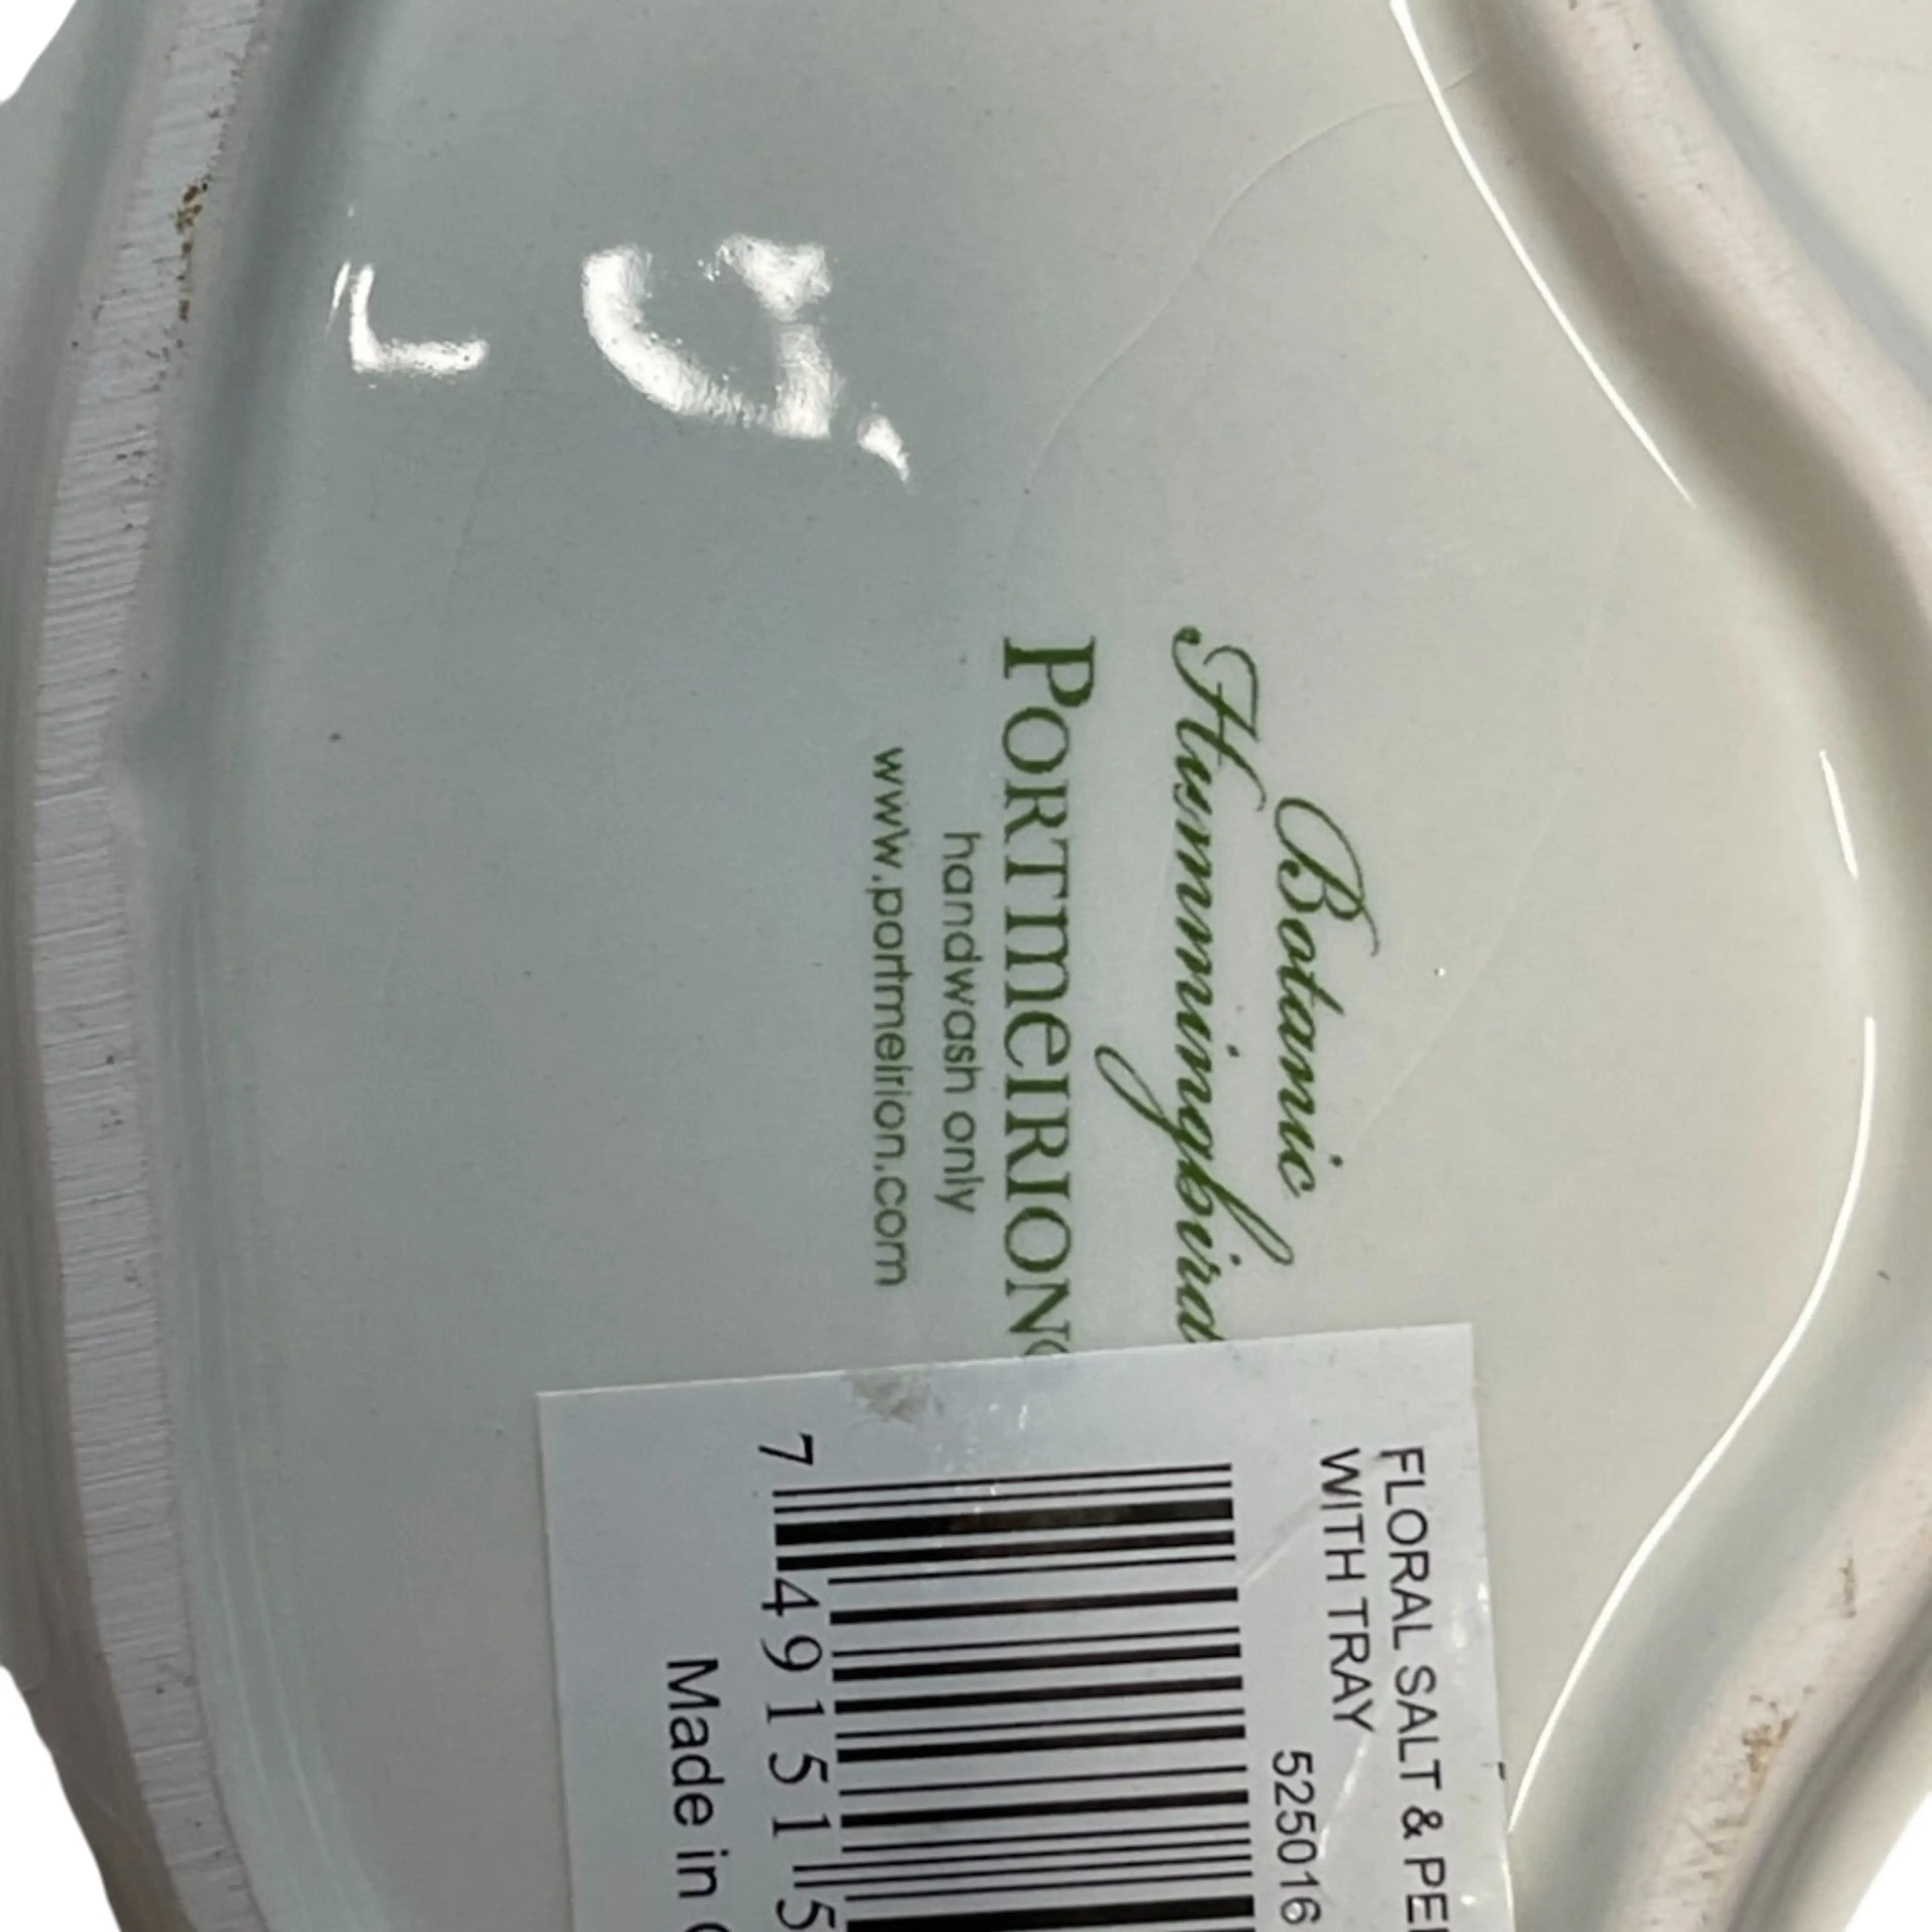 Botanic
Hummingbird
PORTMEIRION
handwash only
www.portmeirion.com
FLORAL SALT & PE
WITH TRAY
525016
7 49151 5
Made in